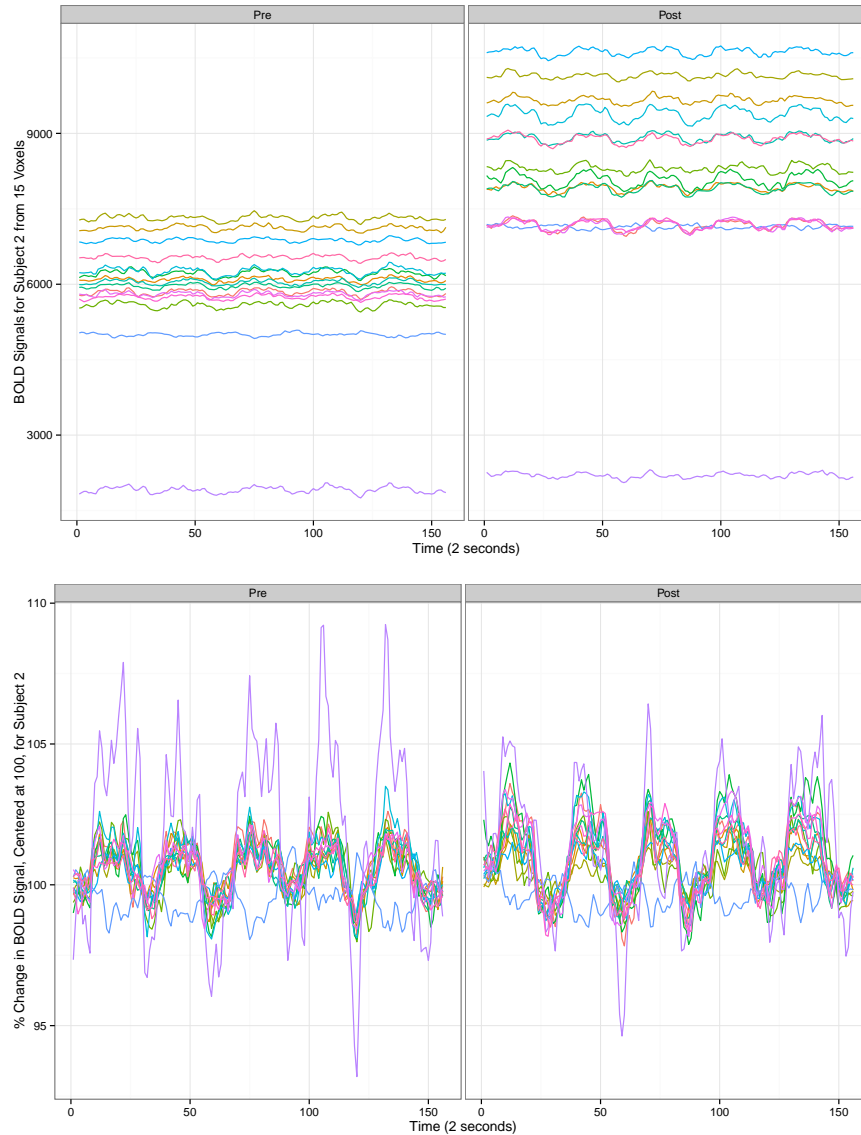 Pre Post
BOLD Signals for Subject 2 from 15 Voxels
9000
6000
3000
0 50 100 150 0 50 100 150
Time (2 seconds)
Pre Post
% Change in BOLD Signal, Centered at 100, for Subject 2
110
105
100
95
0 50 100 150 0 50 100 150
Time (2 seconds)